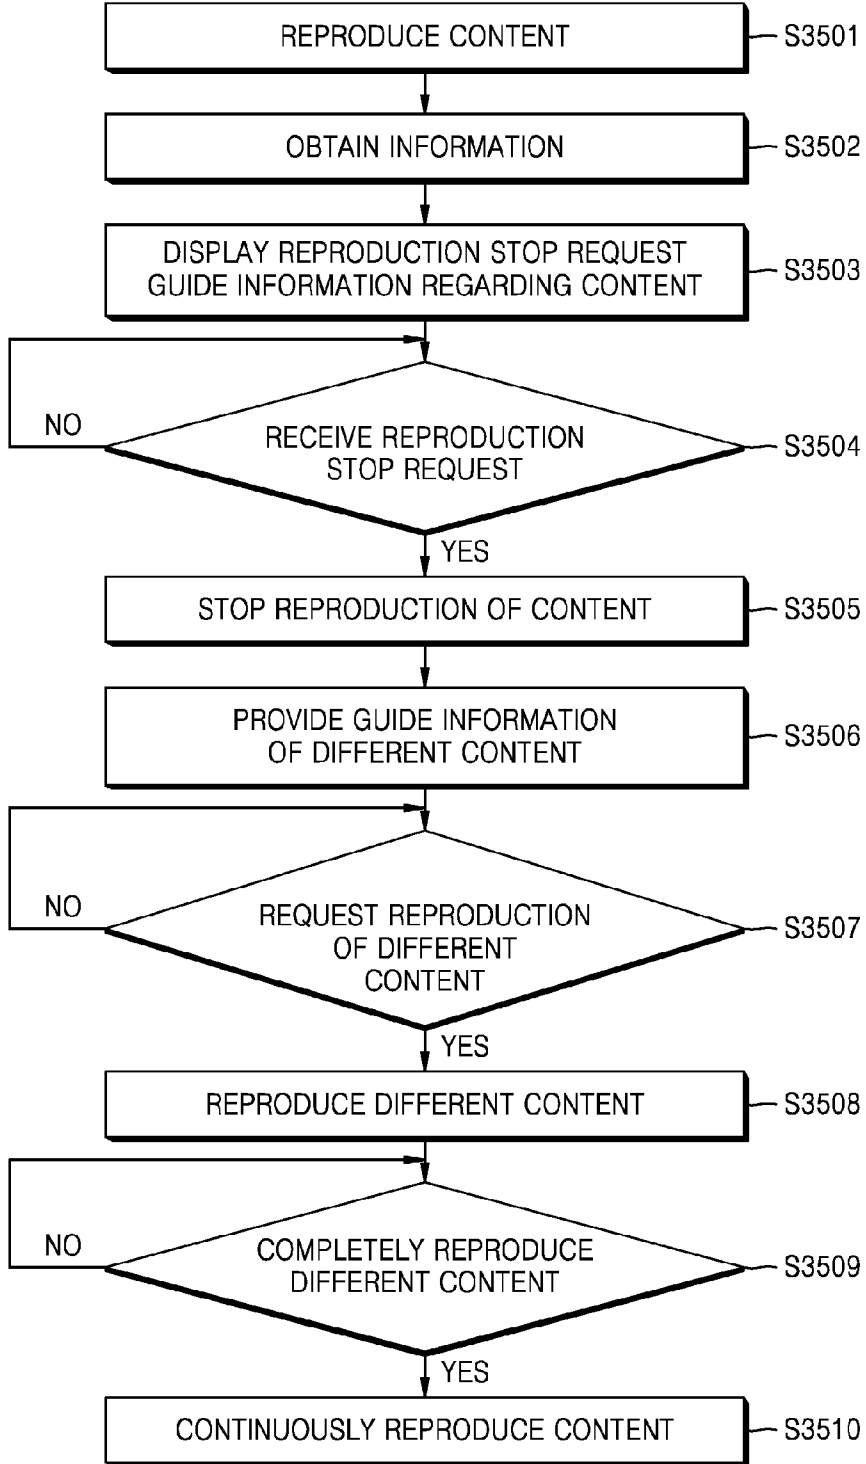 REPRODUCE CONTENT
S3501
OBTAIN INFORMATION
S3502
DISPLAY REPRODUCTION STOP REQUEST
GUIDE INFORMATION REGARDING CONTENT
S3503
NO
RECEIVE REPRODUCTION
STOP REQUEST
S3504
YES
STOP REPRODUCTION OF CONTENT
S3505
PROVIDE GUIDE INFORMATION
OF DIFFERENT CONTENT
S3506
NO
REQUEST REPRODUCTION
OF DIFFERENT
CONTENT
S3507
YES
REPRODUCE DIFFERENT CONTENT
S3508
NO
COMPLETELY REPRODUCE
DIFFERENT CONTENT
S3509
YES
CONTINUOUSLY REPRODUCE CONTENT
S3510